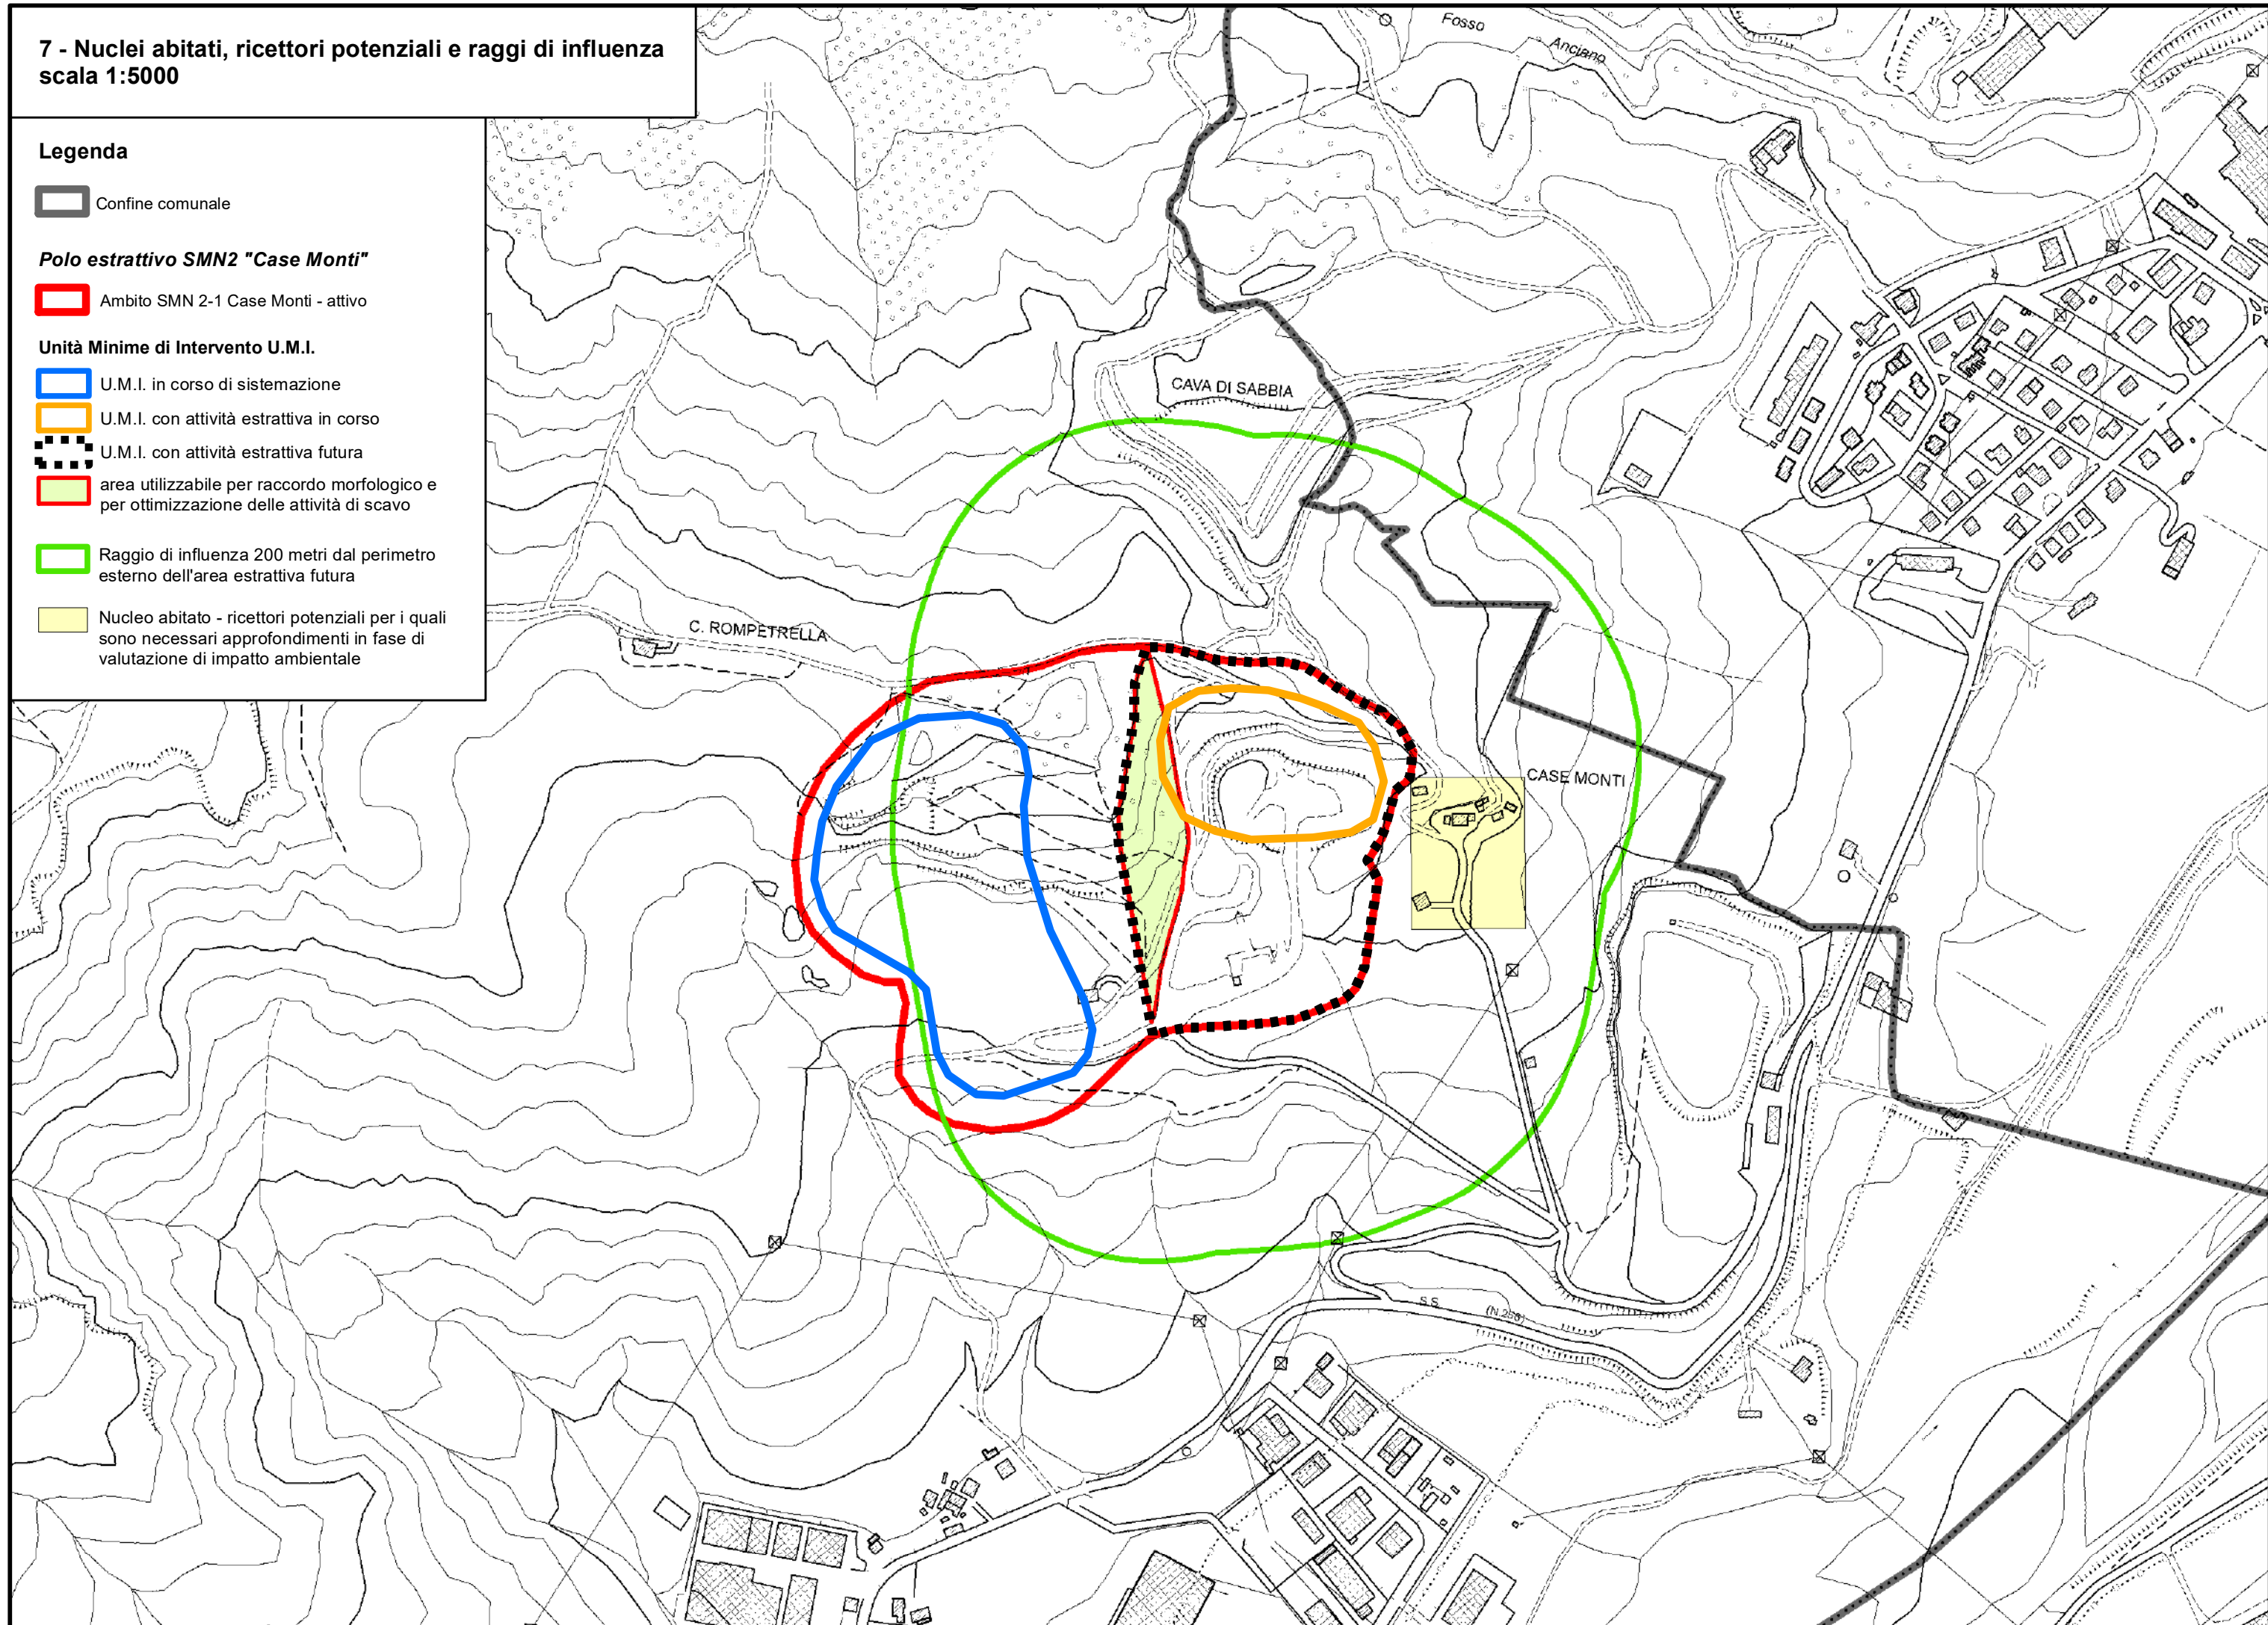 7 - Nuclei abitati, ricettori potenziali e raggi di influenza
scala 1:5000
Legenda
Confine comunale
Polo estrattivo SMN2 "Case Monti"
Ambito SMN 2-1 Case Monti - attivo
Unità Minime di Intervento U.M.I.
U.M.I. in corso di sistemazione
U.M.I. con attività estrattiva in corso
U.M.I. con attività estrattiva futura
area utilizzabile per raccordo morfologico e
per ottimizzazione delle attività di scavo
Raggio di influenza 200 metri dal perimetro
esterno dell'area estrattiva futura
Nucleo abitato - ricettori potenziali per i quali
sono necessari approfondimenti in fase di
valutazione di impatto ambientale
Fosso
Anciano
CAVA DI SABBIA
C. ROMPETRELLA
CASE MONTI
S.S.